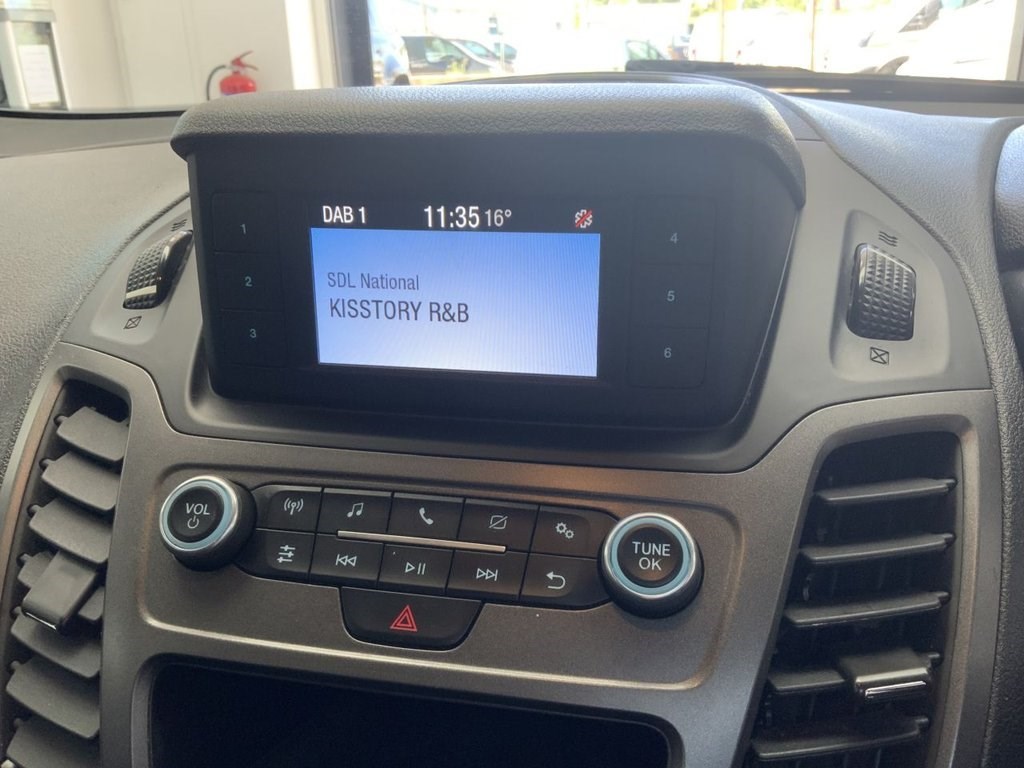 DAB 1 11:35 16°
SDL National
KISSTORY R&B
1
2
3
4
5
6
VOL
TUNE
OK